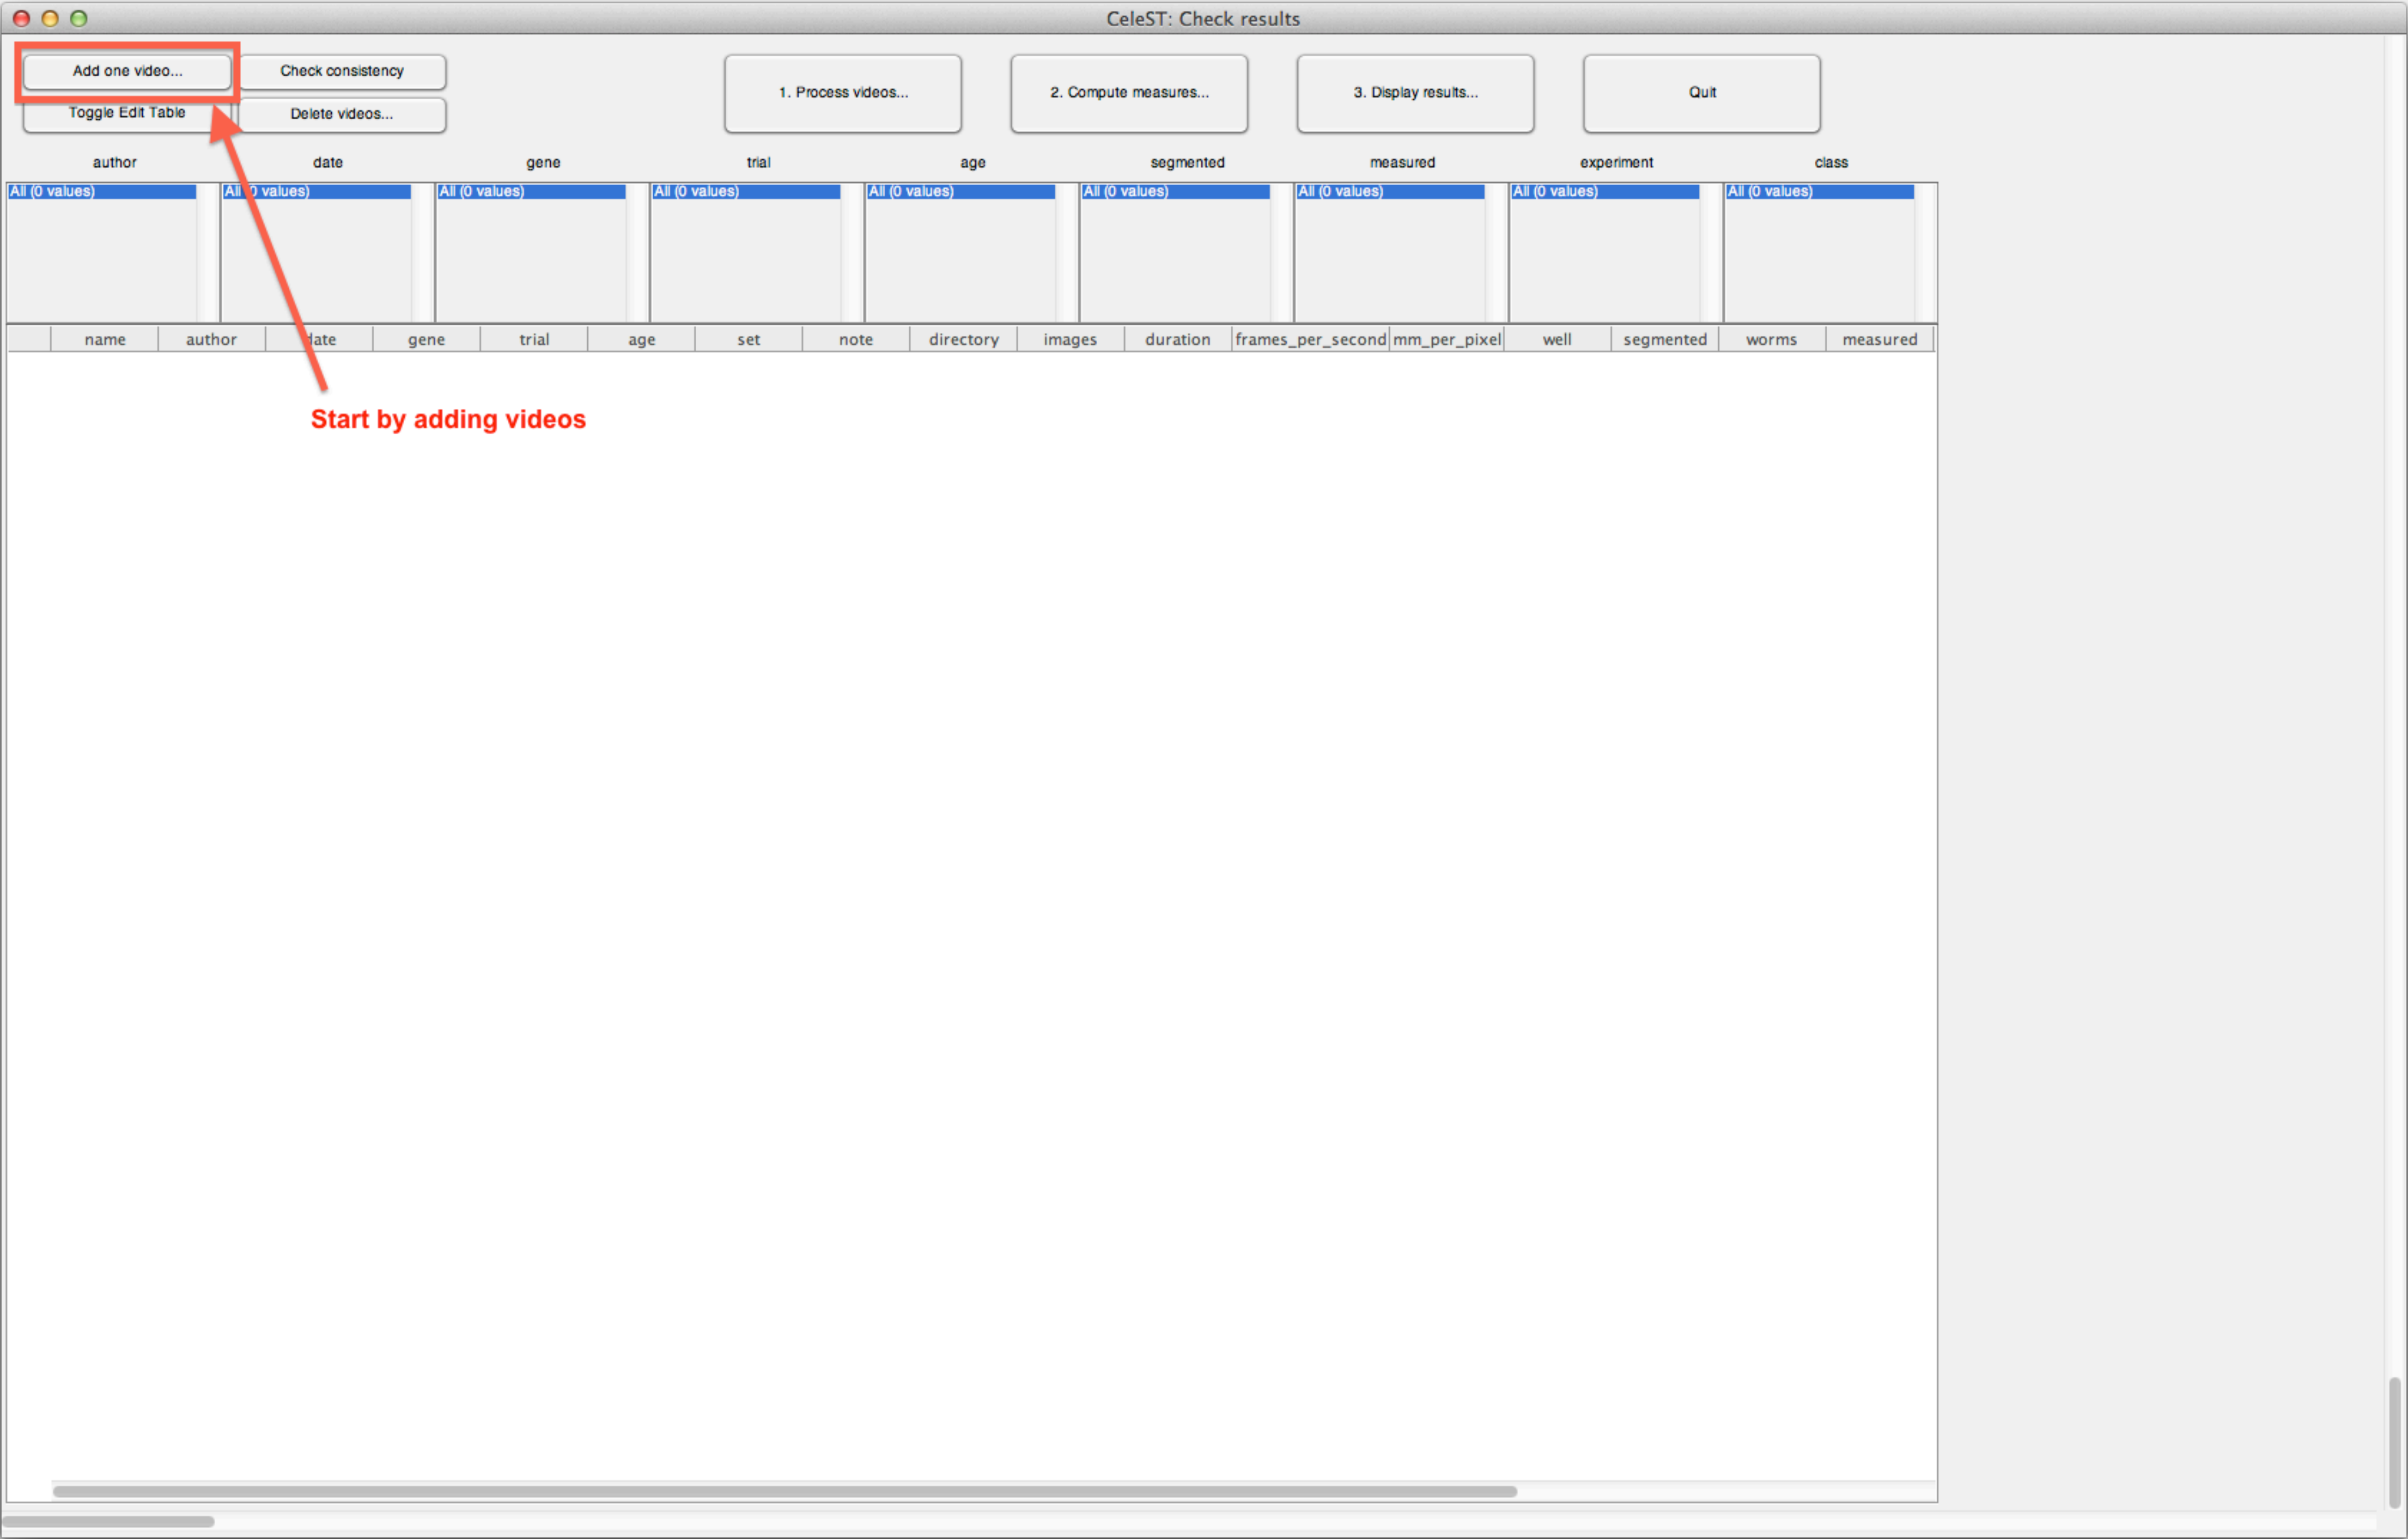 CeleST: Check results
Add one video... Check consistency
1. Process videos... 2. Compute measures... 3. Display results... Quit
Toggle Edit Table Delete videos...
author date gene trial age segmented measured experiment class
All (0 values) All (0 values) All (0 values) All (0 values) All (0 values) All (0 values) All (0 values) All (0 values) All (0 values)
name author date gene trial age set note directory images duration frames_per_second mm_per_pixel well segmented worms measured
Start by adding videos